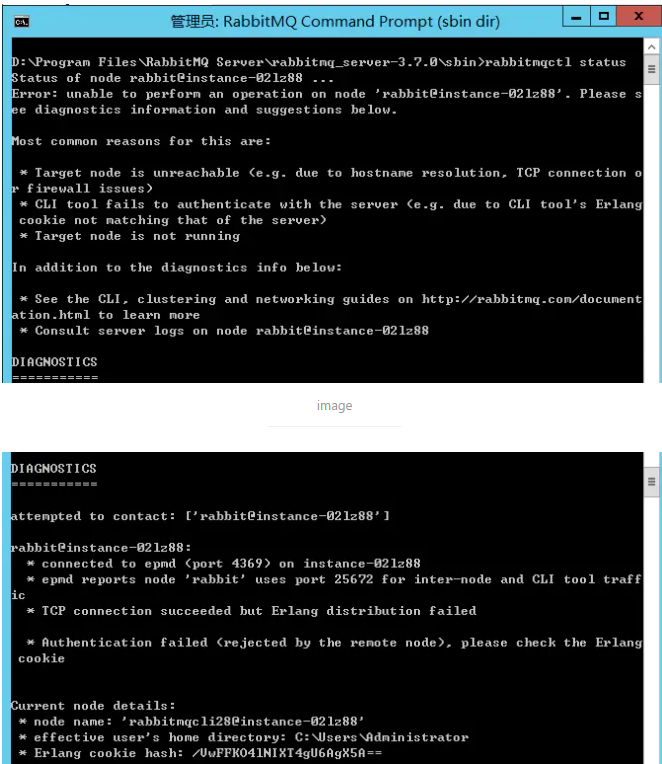 管理员: RabbitMQ Command Prompt (sbin dir)
D:\Program Files\RabbitMQ Server\rabbitmq_server-3.7.0\sbin>rabbitmqctl status
Status of node rabbit@instance-02lz88 ...
Error: unable to perform an operation on node 'rabbit@instance-02lz88'. Please s
ee diagnostics information and suggestions below.
Most common reasons for this are:
* Target node is unreachable (e.g. due to hostname resolution, TCP connection o
r firewall issues)
* CLI tool fails to authenticate with the server (e.g. due to CLI tool's Erlang
cookie not matching that of the server)
* Target node is not running
In addition to the diagnostics info below:
* See the CLI, clustering and networking guides on http://rabbitmq.com/document
ation.html to learn more
* Consult server logs on node rabbit@instance-02lz88
DIAGNOSTICS
===========
image
DIAGNOSTICS
===========
attempted to contact: ['rabbit@instance-02lz88']
rabbit@instance-02lz88:
* connected to epmd (port 4369) on instance-02lz88
* epmd reports node 'rabbit' uses port 25672 for inter-node and CLI tool traff
ic
* TCP connection succeeded but Erlang distribution failed
* Authentication failed (rejected by the remote node), please check the Erlang
cookie
Current node details:
* node name: 'rabbitmqcli28@instance-02lz88'
* effective user's home directory: C:\Users\Administrator
* Erlang cookie hash: /VwFFKO4lNIXT4gU6AgX5A==